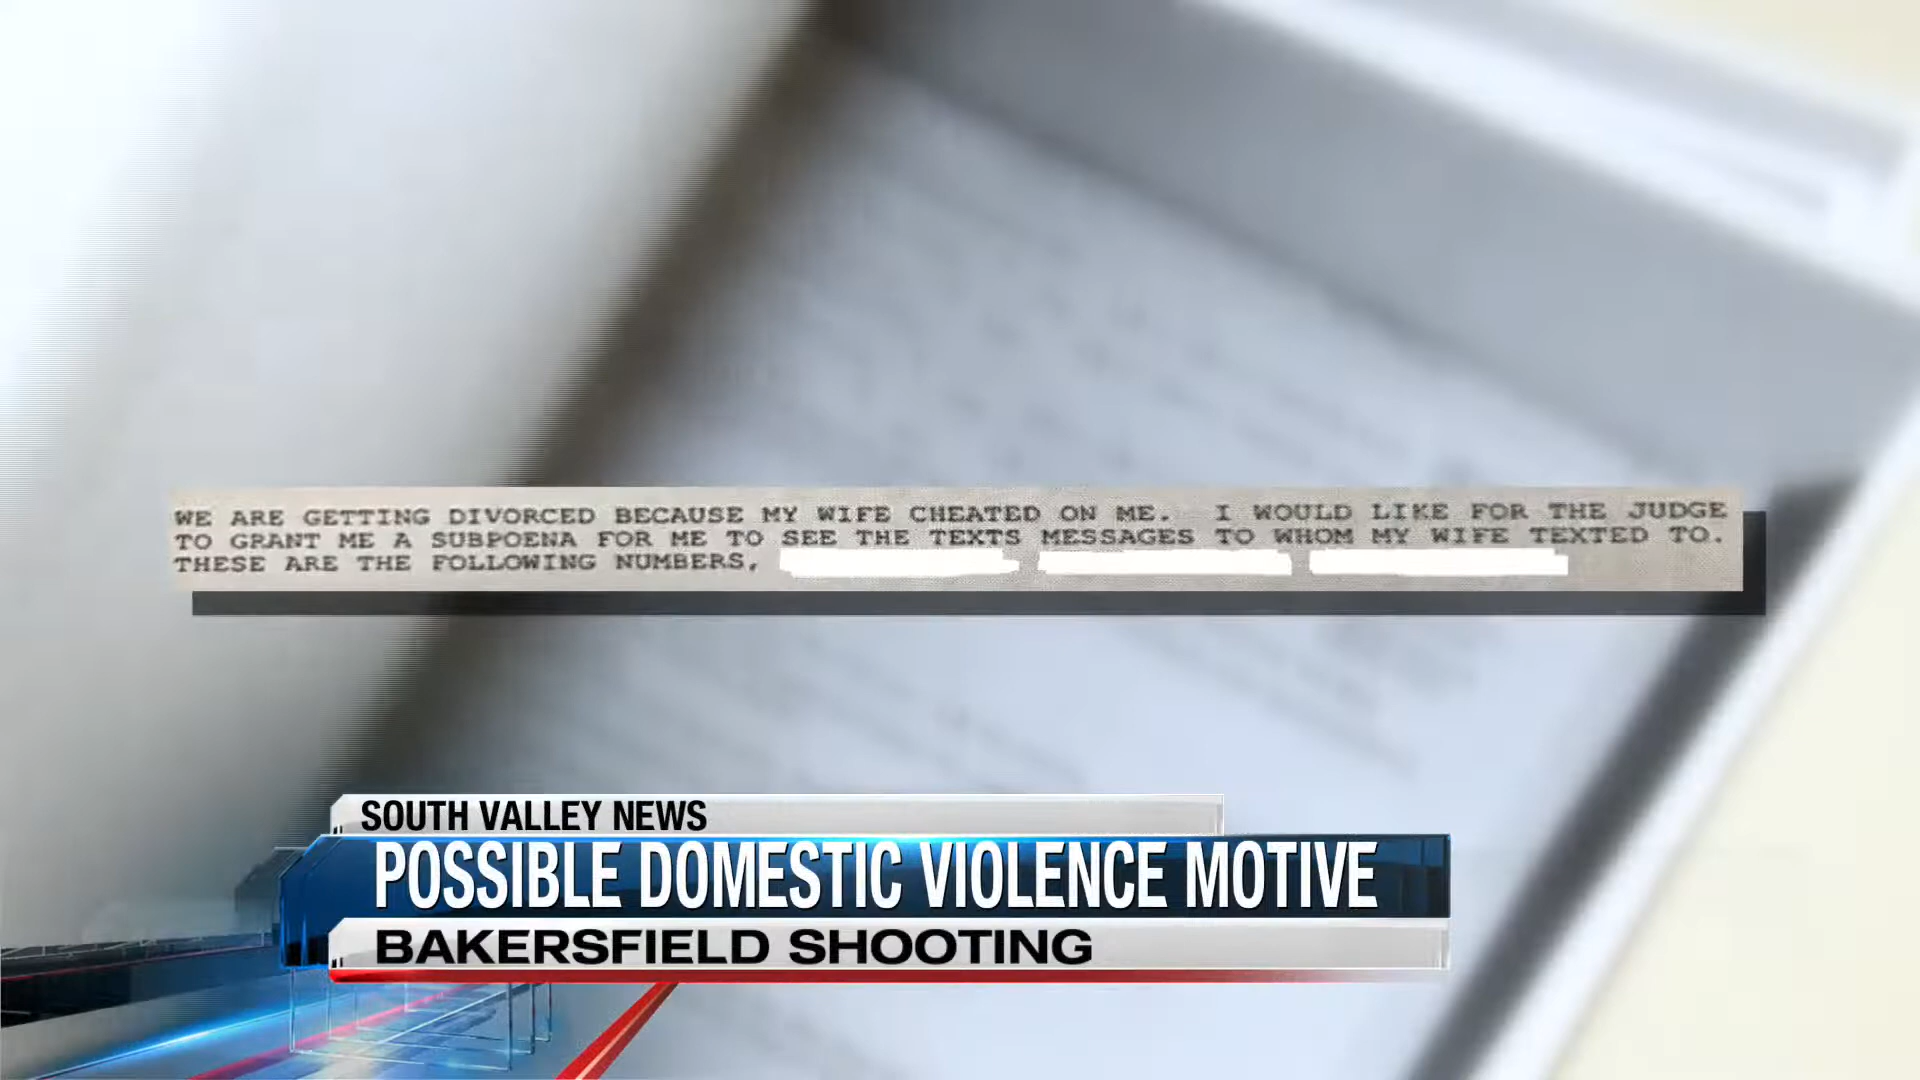 WE ARE GETTING DIVORCED BECAUSE MY WIFE CHEATED ON ME. I WOULD LIKE FOR THE JUDGE
TO GRANT ME A SUBPOENA FOR ME TO SEE THE TEXTS MESSAGES TO WHOM MY WIFE TEXTED TO.
THESE ARE THE FOLLOWING NUMBERS,
SOUTH VALLEY NEWS
POSSIBLE DOMESTIC VIOLENCE MOTIVE
BAKERSFIELD SHOOTING